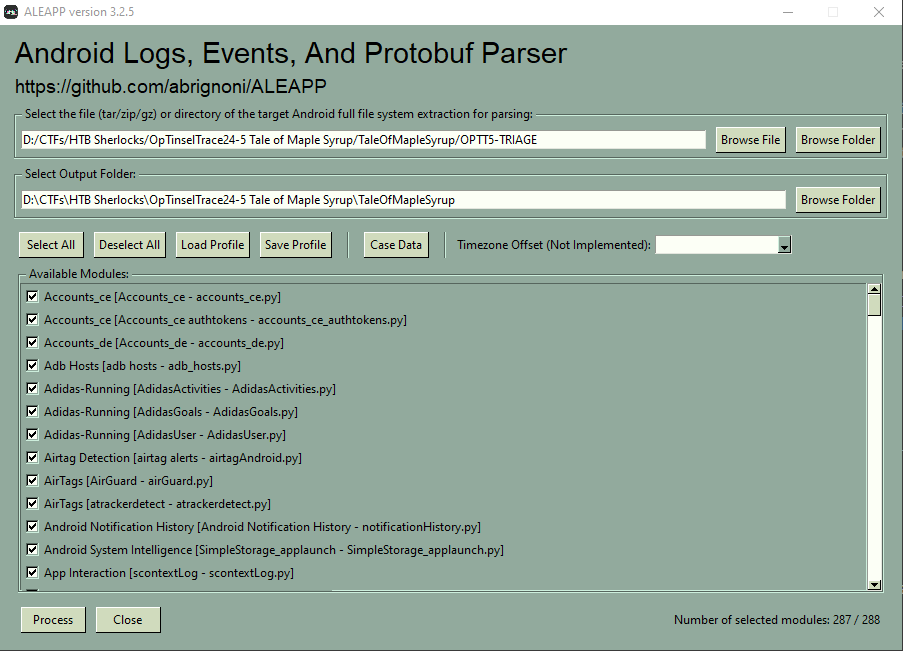 ALEAPP version 3.2.5
Android Logs, Events, And Protobuf Parser
https://github.com/abrignoni/ALEAPP
Select the file (tar/zip/gz) or directory of the target Android full file system extraction for parsing:
D:/CTFs/HTB Sherlocks/OpTinselTrace24-5 Tale of Maple Syrup/TaleOfMapleSyrup/OPTT5-TRIAGE Browse File Browse Folder
Select Output Folder:
D:\CTFs\HTB Sherlocks\OpTinselTrace24-5 Tale of Maple Syrup\TaleOfMapleSyrup Browse Folder
Select All Deselect All Load Profile Save Profile Case Data Timezone Offset (Not Implemented):
Available Modules:
Accounts_ce [Accounts_ce - accounts_ce.py]
Accounts_ce [Accounts_ce authtokens - accounts_ce_authtokens.py]
Accounts_de [Accounts_de - accounts_de.py]
Adb Hosts [adb hosts - adb_hosts.py]
Adidas-Running [AdidasActivities - AdidasActivities.py]
Adidas-Running [AdidasGoals - AdidasGoals.py]
Adidas-Running [AdidasUser - AdidasUser.py]
Airtag Detection [airtag alerts - airtagAndroid.py]
AirTags [AirGuard - airGuard.py]
AirTags [atrackerdetect - atrackerdetect.py]
Android Notification History [Android Notification History - notificationHistory.py]
Android System Intelligence [SimpleStorage_applaunch - SimpleStorage_applaunch.py]
App Interaction [scontextLog - scontextLog.py]
Process Close Number of selected modules: 287 / 288